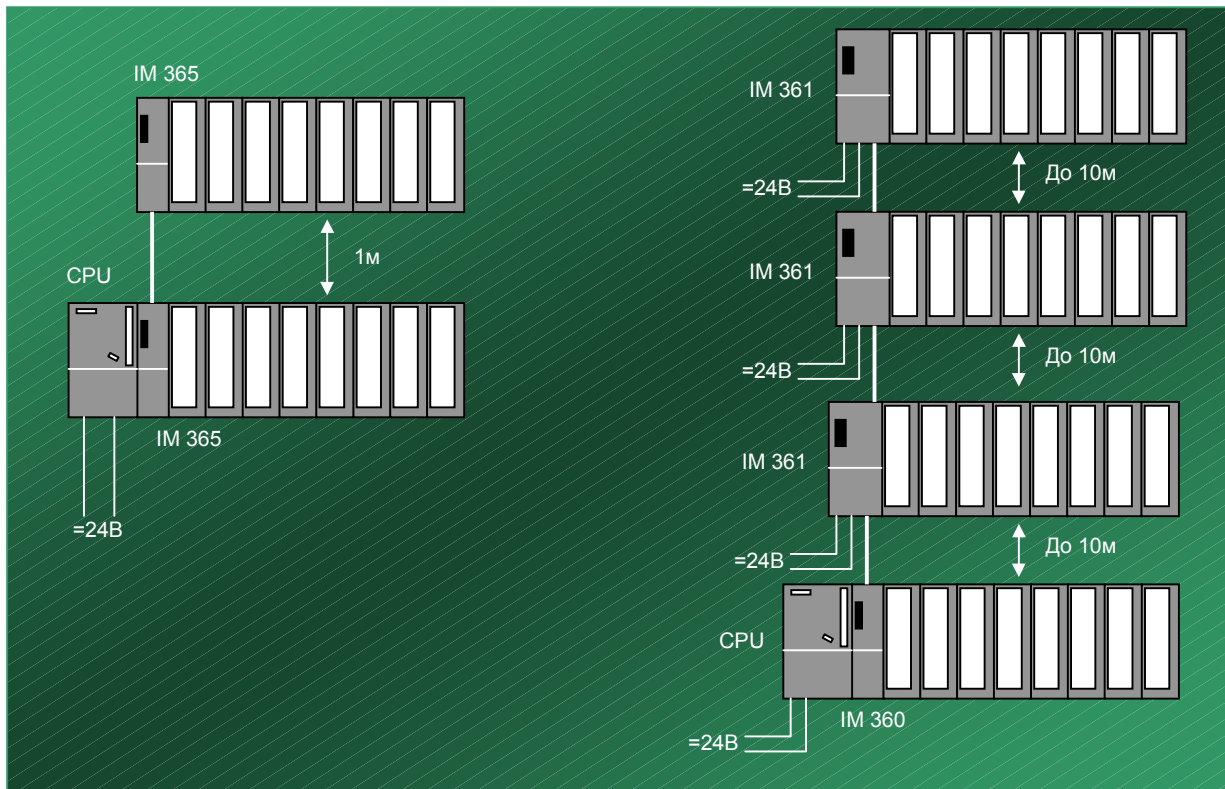 IM 365
1м
CPU
IM 365
=24В
IM 361
=24В
До 10м
IM 361
=24В
До 10м
IM 361
=24В
До 10м
CPU
IM 360
=24В